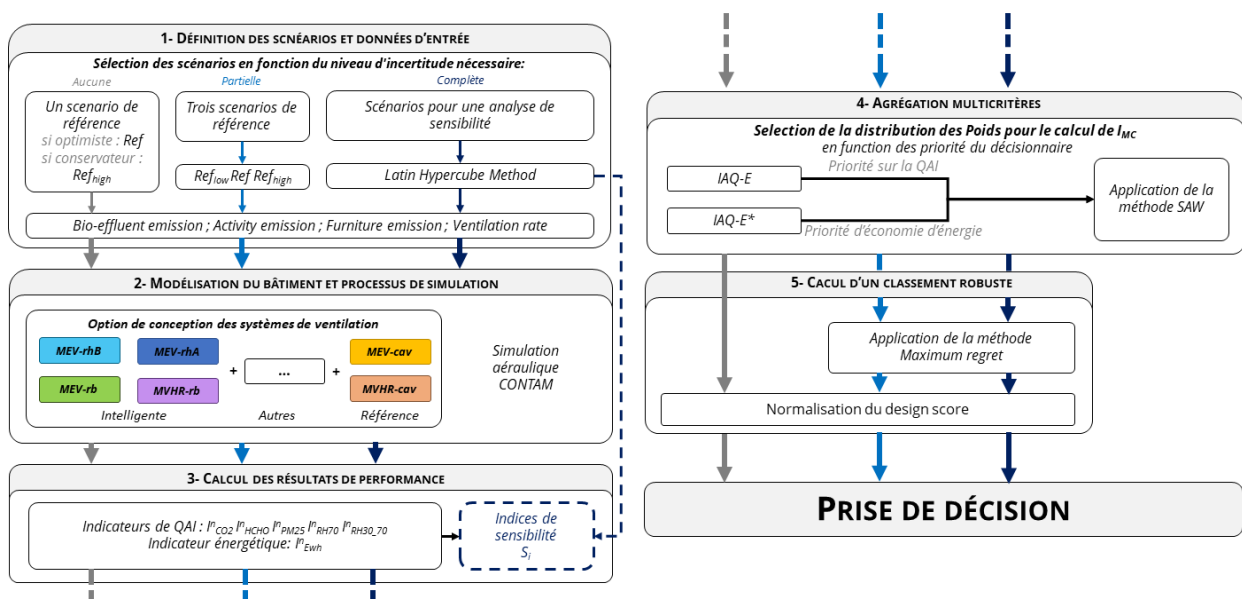 1- Définition des scnéarios et données d'entrée
Sélection des scénarios en fonction du niveau d'incertitude nécessaire:
Aucune
Partielle
Complète
Un scenario de
référence
si optimiste : Ref
si conservateur :
Ref_high
Trois scenarios de
référence
Scénarios pour une analyse de
sensibilité
Ref_low Ref Ref_high
Latin Hypercube Method
Bio-effluent emission ; Activity emission ; Furniture emission ; Ventilation rate
2- Modélisation du bâtiment et processus de simulation
Option de conception des systèmes de ventilation
MEV-rhB
MEV-rhA
MEV-cav
+
...
+
MEV-rb
MVHR-rb
MVHR-cav
Intelligente
Autres
Référence
Simulation
aéraulique
CONTAM
3- Calcul des résultats de performance
Indicateurs de QAI : I^n_CO2 I^n_HCHO I^n_PM25 I^n_RH70 I^n_RH30_70
Indicateur énergétique: I^n_Ewh
Indices de
sensibilité
S_i
4- Agrégation multicritères
Selection de la distribution des Poids pour le calcul de I_MC
en function des priorité du décisionnaire
Priorité sur la QAI
IAQ-E
IAQ-E*
Priorité d'économie d'énergie
Application de la
méthode SAW
5- Cacul d'un classement robuste
Application de la méthode
Maximum regret
Normalisation du design score
Prise de décision